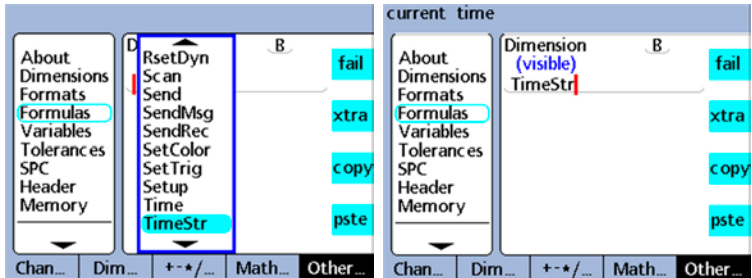 About
Dimensions
Formats
Formulas
Variables
Tolerances
SPC
Header
Memory
D
B
RsetDyn
Scan
Send
SendMsg
SendRec
SetColor
SetTrig
Setup
Time
TimeStr
fail
xtra
copy
pste
Chan... Dim... +-*/... Math... Other...
current time
About
Dimensions
Formats
Formulas
Variables
Tolerances
SPC
Header
Memory
Dimension B
(visible)
TimeStr
fail
xtra
copy
pste
Chan... Dim... +-*/... Math... Other...